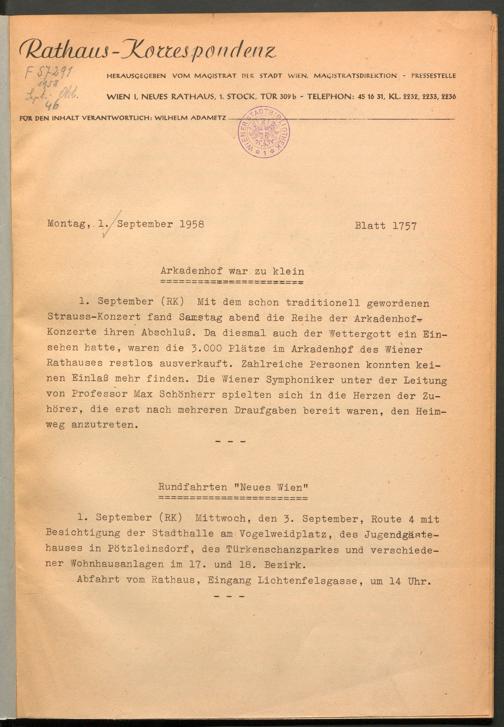 Rathaus-Korrespondenz
F 57291
1958
46
HERAUSGEGEBEN VOM MAGISTRAT DER STADT WIEN, MAGISTRATSDIREKTION - PRESSESTELLE
WIEN I, NEUES RATHAUS, 1. STOCK, TÜR 309 b - TELEPHON: 45 16 31, KL. 2232, 2233, 2236
FÜR DEN INHALT VERANTWORTLICH: WILHELM ADAMETZ
WIENER STADTBIBLIOTHEK
Montag, 1. September 1958 Blatt 1757
Arkadenhof war zu klein
1. September (RK) Mit dem schon traditionell gewordenen
Strauss-Konzert fand Samstag abend die Reihe der Arkadenhof-
Konzerte ihren Abschluß. Da diesmal auch der Wettergott ein Ein-
sehen hatte, waren die 3.000 Plätze im Arkadenhof des Wiener
Rathauses restlos ausverkauft. Zahlreiche Personen konnten kei-
nen Einlaß mehr finden. Die Wiener Symphoniker unter der Leitung
von Professor Max Schönherr spielten sich in die Herzen der Zu-
hörer, die erst nach mehreren Draufgaben bereit waren, den Heim-
weg anzutreten.
- - -
Rundfahrten "Neues Wien"
1. September (RK) Mittwoch, den 3. September, Route 4 mit
Besichtigung der Stadthalle am Vogelweidplatz, des Jugendgäste-
hauses in Pötzleinsdorf, des Türkenschanzparkes und verschiede-
ner Wohnhausanlagen im 17. und 18. Bezirk.
Abfahrt vom Rathaus, Eingang Lichtenfelsgasse, um 14 Uhr.
- - -